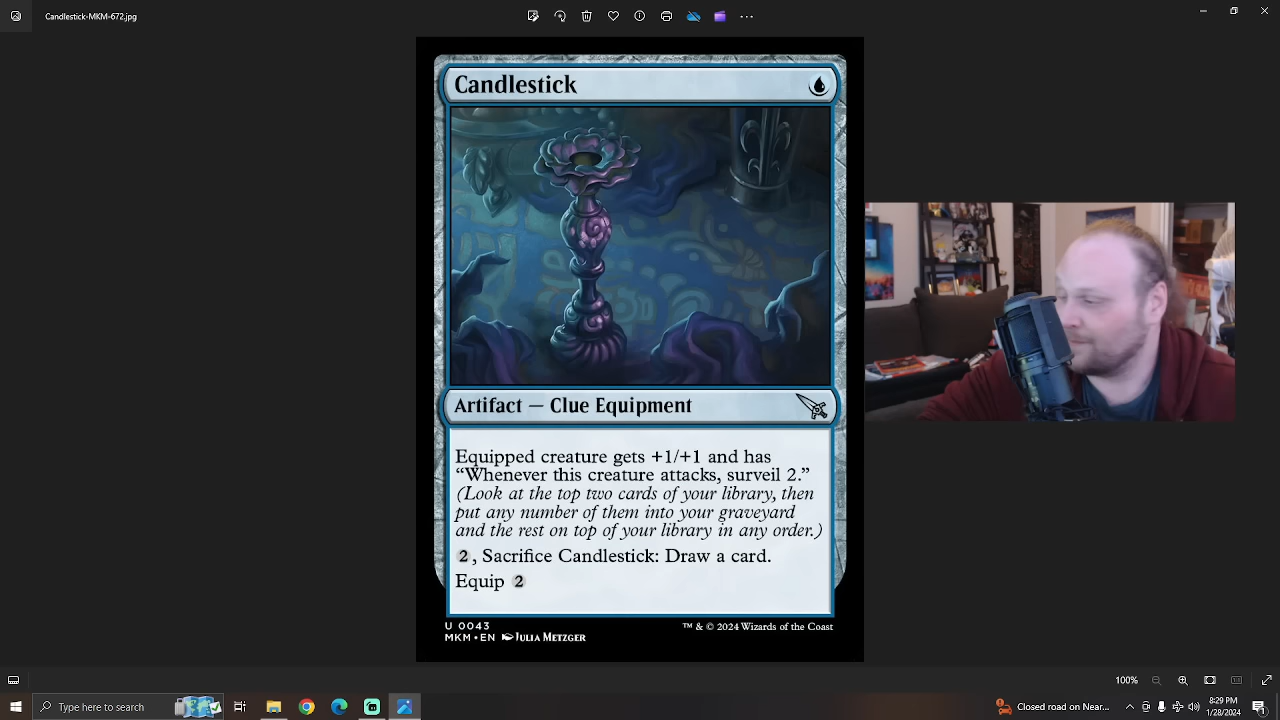 Candlestick-MKM-672.jpg
Candlestick
Artifact — Clue Equipment
Equipped creature gets +1/+1 and has
“Whenever this creature attacks, surveil 2.”
(Look at the top two cards of your library, then
put any number of them into your graveyard
and the rest on top of your library in any order.)
2, Sacrifice Candlestick: Draw a card.
Equip 2
U 0043
MKM • EN Julia Metzger
™ & © 2024 Wizards of the Coast
100%
Type here to search
Closed road on ...
8:29 PM
1/28/2024